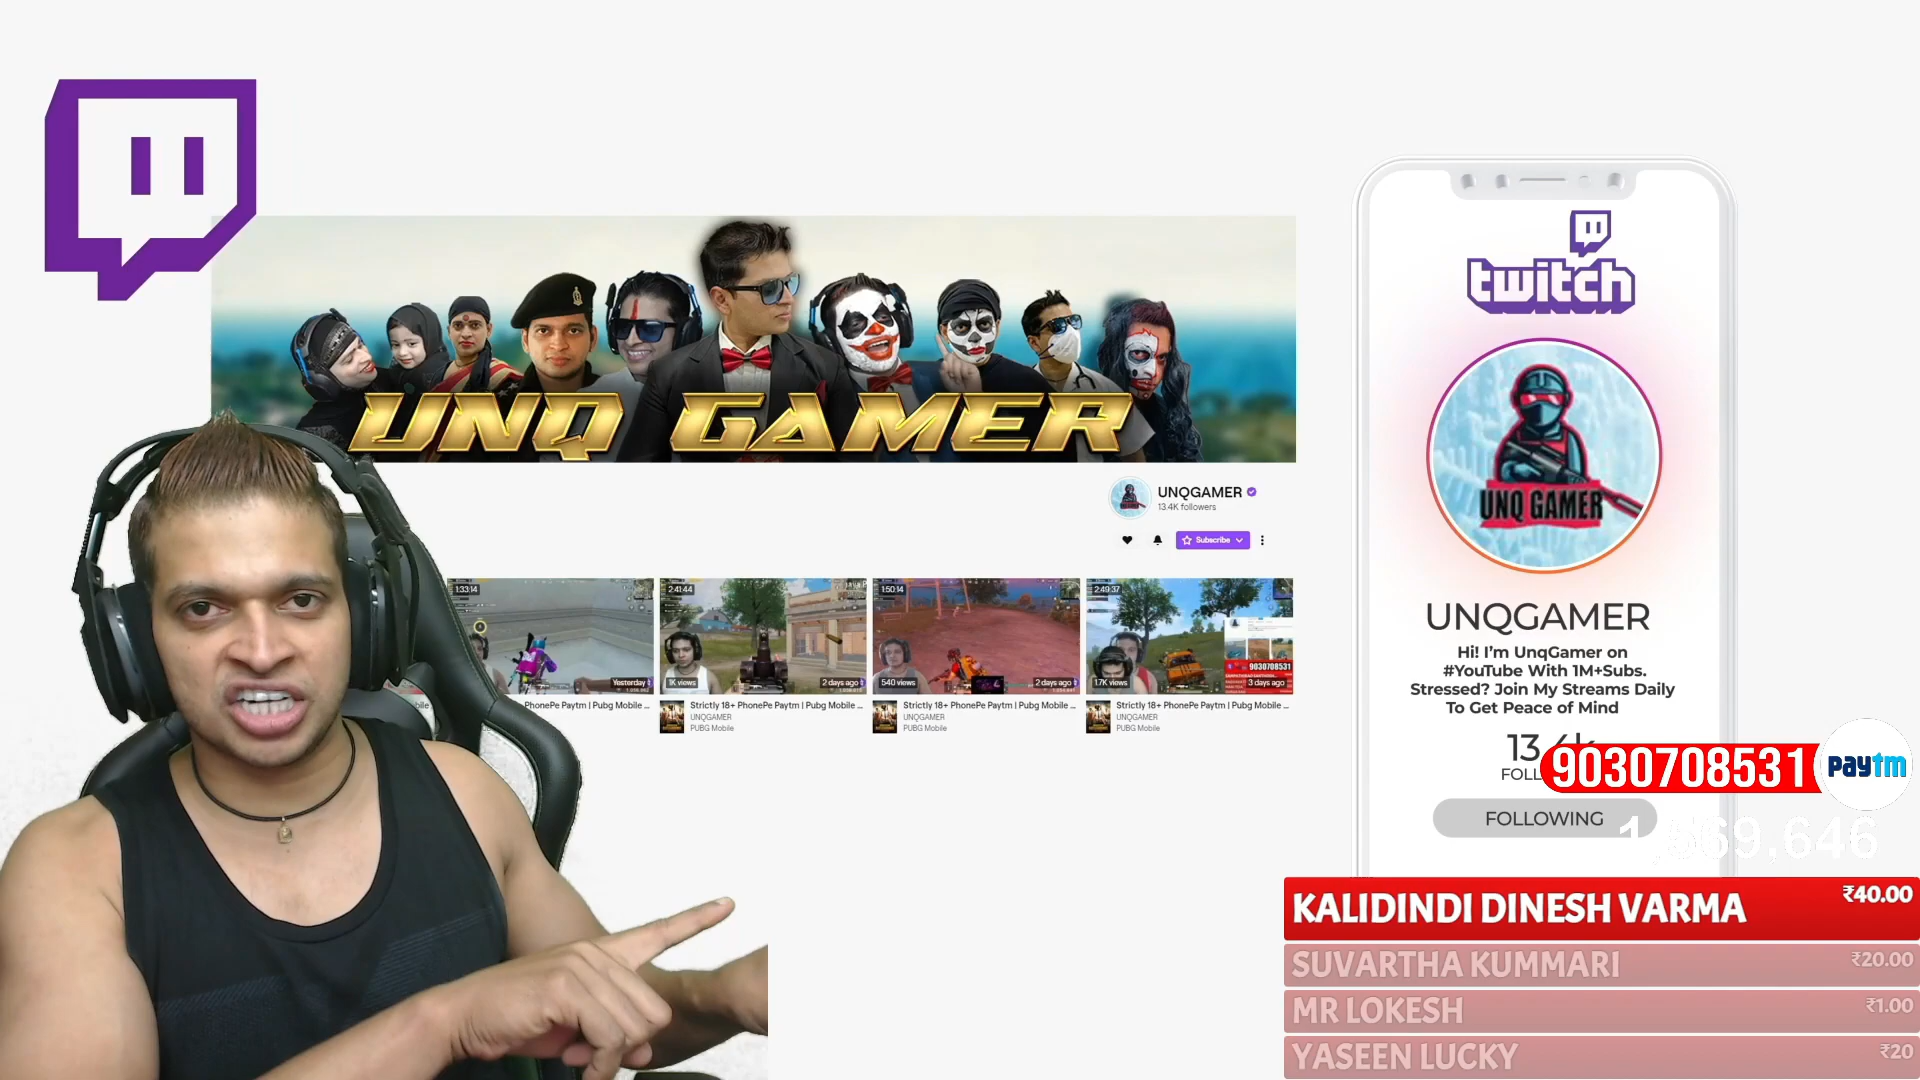 UNQ GAMER
UNQGAMER
13.4K followers
Subscribe
1:33:14
Yesterday
PhonePe Paytm | Pubg Mobile ...
2:41:44
1K views
2 days ago
Strictly 18+ PhonePe Paytm | Pubg Mobile ...
UNQGAMER
PUBG Mobile
1:50:14
540 views
2 days ago
Strictly 18+ PhonePe Paytm | Pubg Mobile ...
UNQGAMER
PUBG Mobile
2:49:37
9030708531
1.7K views
3 days ago
Strictly 18+ PhonePe Paytm | Pubg Mobile ...
UNQGAMER
PUBG Mobile
twitch
UNQ GAMER
UNQGAMER
Hi! I'm UnqGamer on
#YouTube With 1M+Subs.
Stressed? Join My Streams Daily
To Get Peace of Mind
9030708531
paytm
FOLLOWING
1,569,646
KALIDINDI DINESH VARMA ₹40.00
SUVARTHA KUMMARI ₹20.00
MR LOKESH ₹1.00
YASEEN LUCKY ₹20